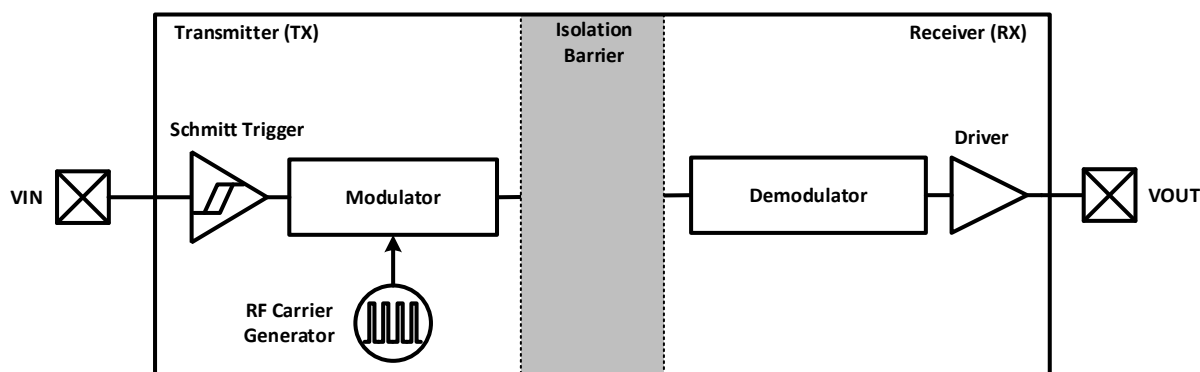 Transmitter (TX)
Isolation
Barrier
Receiver (RX)
Schmitt Trigger
Driver
VIN
Modulator
Demodulator
VOUT
RF Carrier
Generator